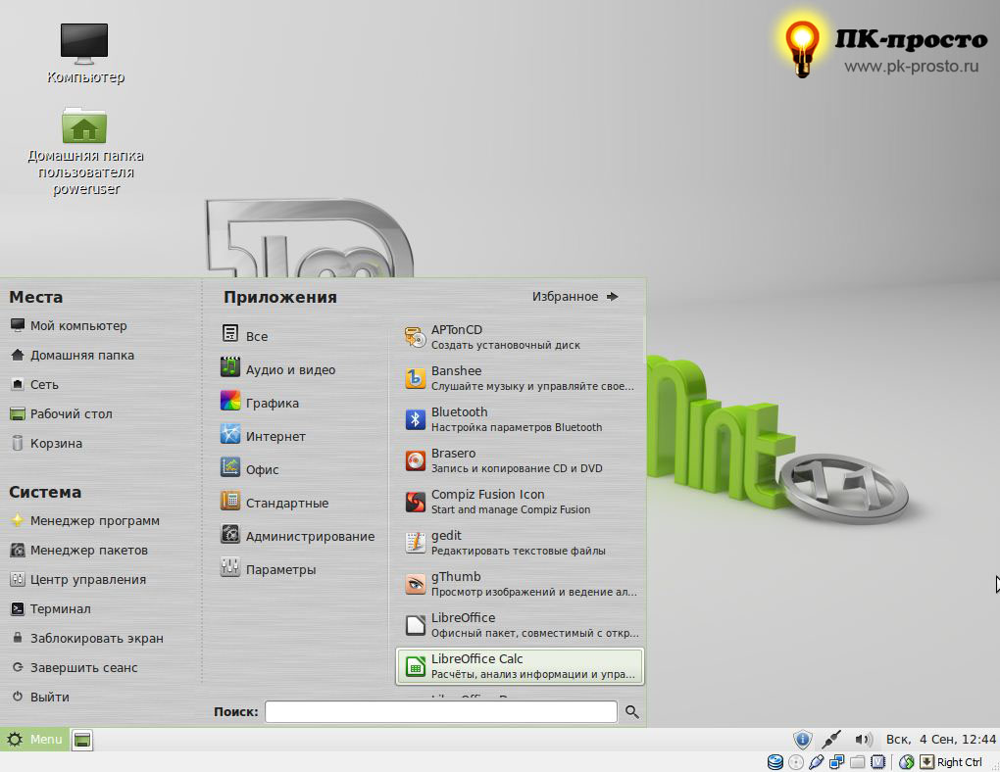 ПК-просто
www.pk-prosto.ru
Компьютер
Домашняя папка
пользователя
poweruser
Места
Мой компьютер
Домашняя папка
Сеть
Рабочий стол
Корзина
Система
Менеджер программ
Менеджер пакетов
Центр управления
Терминал
Заблокировать экран
Завершить сеанс
Выйти
Приложения
Избранное
Все
Аудио и видео
Графика
Интернет
Офис
Стандартные
Администрирование
Параметры
APTonCD
Создать установочный диск
Banshee
Слушайте музыку и управляйте свое...
Bluetooth
Настройка параметров Bluetooth
Brasero
Запись и копирование CD и DVD
Compiz Fusion Icon
Start and manage Compiz Fusion
gedit
Редактировать текстовые файлы
gThumb
Просмотр изображений и ведение ал...
LibreOffice
Офисный пакет, совместимый с откр...
LibreOffice Calc
Расчёты, анализ информации и упра...
Поиск:
mint
11
Menu
Вск, 4 Сен, 12:44
Right Ctrl